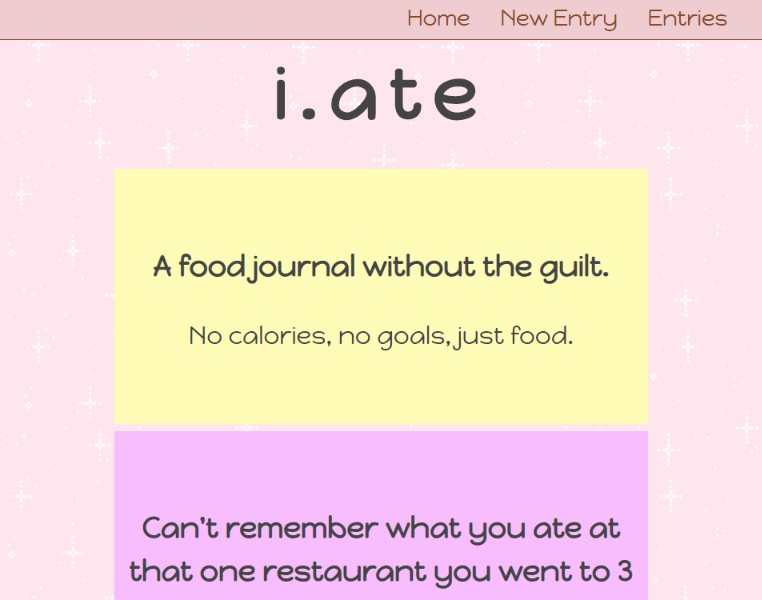 Home New Entry Entries
i.ate
A food journal without the guilt.
No calories, no goals, just food.
Can't remember what you ate at
that one restaurant you went to 3